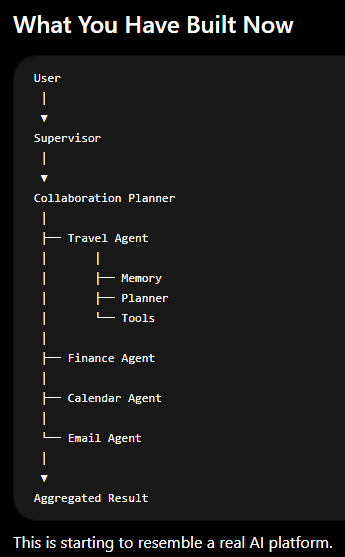 What You Have Built Now
User
│
▼
Supervisor
│
▼
Collaboration Planner
│
├── Travel Agent
│       │
│       ├── Memory
│       ├── Planner
│       └── Tools
│
├── Finance Agent
│
├── Calendar Agent
│
└── Email Agent
│
▼
Aggregated Result
This is starting to resemble a real AI platform.